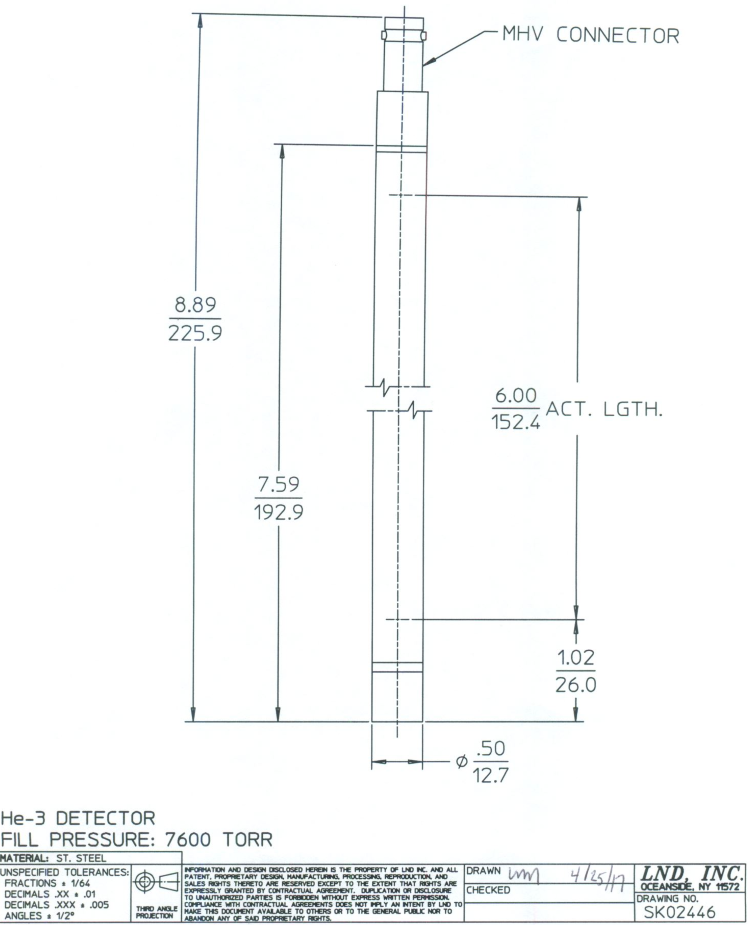 MHV CONNECTOR
8.89
225.9
6.00
152.4 ACT. LGTH.
7.59
192.9
1.02
26.0
ø .50
12.7
He-3 DETECTOR
FILL PRESSURE: 7600 TORR
MATERIAL: ST. STEEL
UNSPECIFIED TOLERANCES:
FRACTIONS ± 1/64
DECIMALS .XX ± .01
DECIMALS .XXX ± .005
ANGLES ± 1/2°
THIRD ANGLE
PROJECTION
INFORMATION AND DESIGN DISCLOSED HEREIN IS THE PROPERTY OF LND INC. AND ALL
PATENT, PROPRIETARY DESIGN, MANUFACTURING, PROCESSING, REPRODUCTION, AND
SALES RIGHTS THERETO ARE RESERVED EXCEPT TO THE EXTENT THAT RIGHTS ARE
EXPRESSLY GRANTED BY CONTRACTUAL AGREEMENT. DUPLICATION OR DISCLOSURE
TO UNAUTHORIZED PARTIES IS FORBIDDEN WITHOUT EXPRESS WRITTEN PERMISSION.
COMPLIANCE WITH CONTRACTUAL AGREEMENTS DOES NOT IMPLY AN INTENT BY LND TO
MAKE THIS DOCUMENT AVAILABLE TO OTHERS OR TO THE GENERAL PUBLIC NOR TO
ABANDON ANY OF SAID PROPRIETARY RIGHTS.
DRAWN 4/25/17
CHECKED
LND, INC.
OCEANSIDE, NY 11572
DRAWING NO.
SK02446